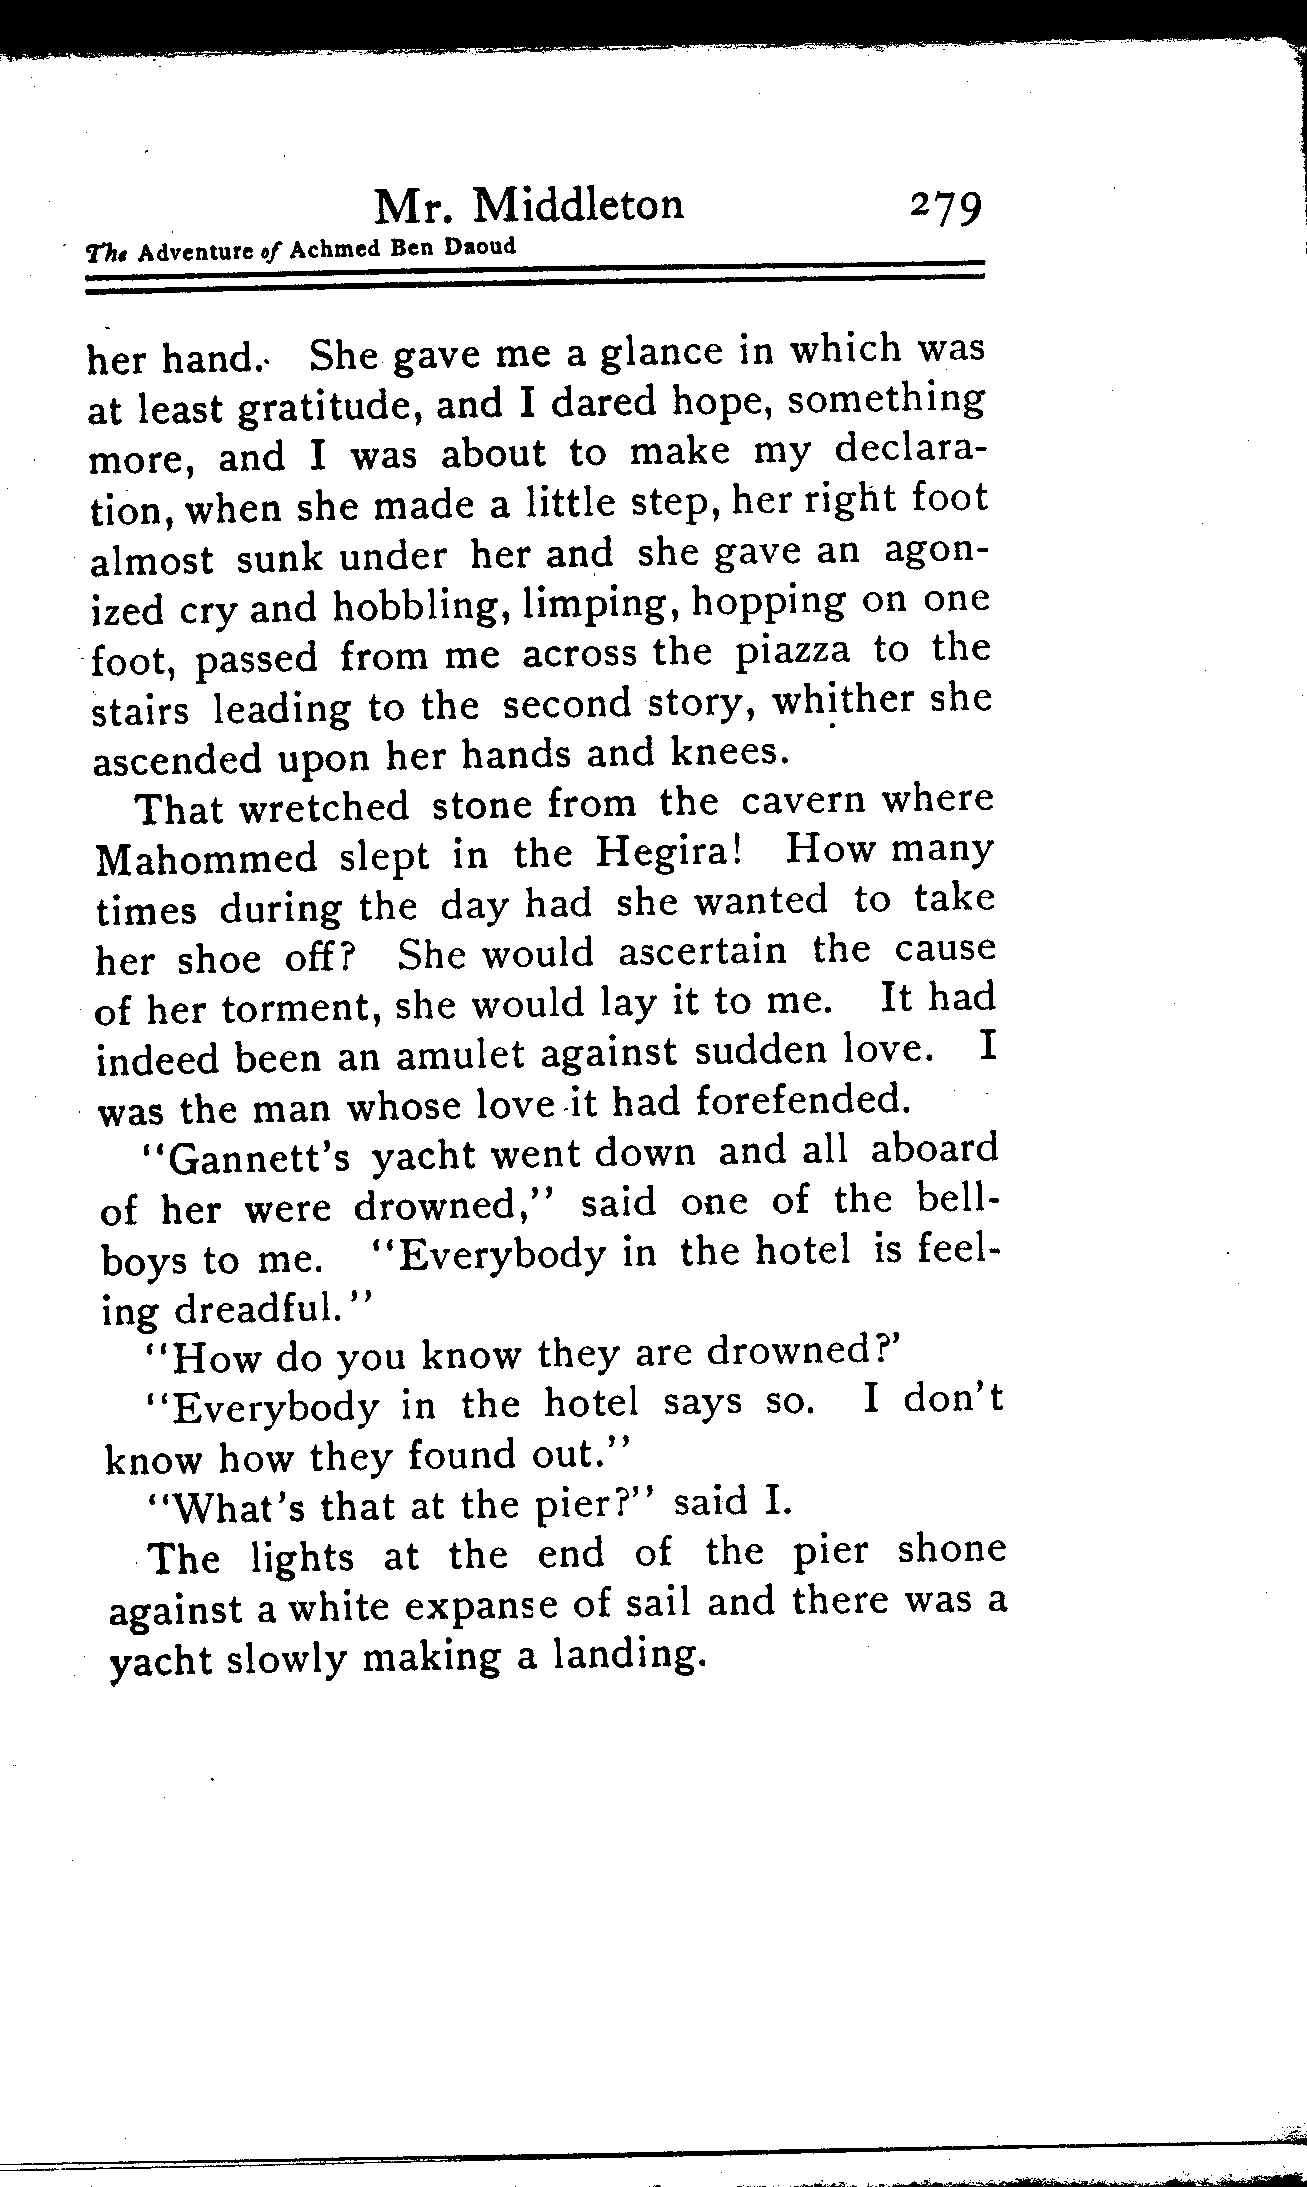 Mr. Middleton 279
The Adventure of Achmed Ben Daoud
her hand. She gave me a glance in which was
at least gratitude, and I dared hope, something
more, and I was about to make my declara-
tion, when she made a little step, her right foot
almost sunk under her and she gave an agon-
ized cry and hobbling, limping, hopping on one
foot, passed from me across the piazza to the
stairs leading to the second story, whither she
ascended upon her hands and knees.
That wretched stone from the cavern where
Mahommed slept in the Hegira! How many
times during the day had she wanted to take
her shoe off? She would ascertain the cause
of her torment, she would lay it to me. It had
indeed been an amulet against sudden love. I
was the man whose love it had forefended.
"Gannett's yacht went down and all aboard
of her were drowned," said one of the bell-
boys to me. "Everybody in the hotel is feel-
ing dreadful."
"How do you know they are drowned?'
"Everybody in the hotel says so. I don't
know how they found out."
"What's that at the pier?" said I.
The lights at the end of the pier shone
against a white expanse of sail and there was a
yacht slowly making a landing.